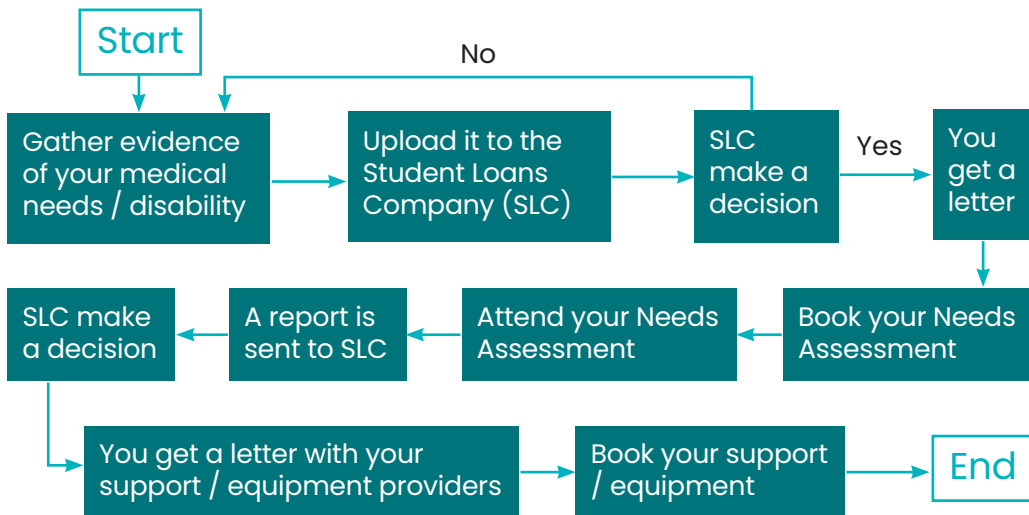 Start
No
Gather evidence
of your medical
needs / disability
Upload it to the
Student Loans
Company (SLC)
SLC
make a
decision
Yes
You
get a
letter
Book your Needs
Assessment
Attend your Needs
Assessment
A report is
sent to SLC
SLC make
a decision
You get a letter with your
support / equipment providers
Book your support
/ equipment
End